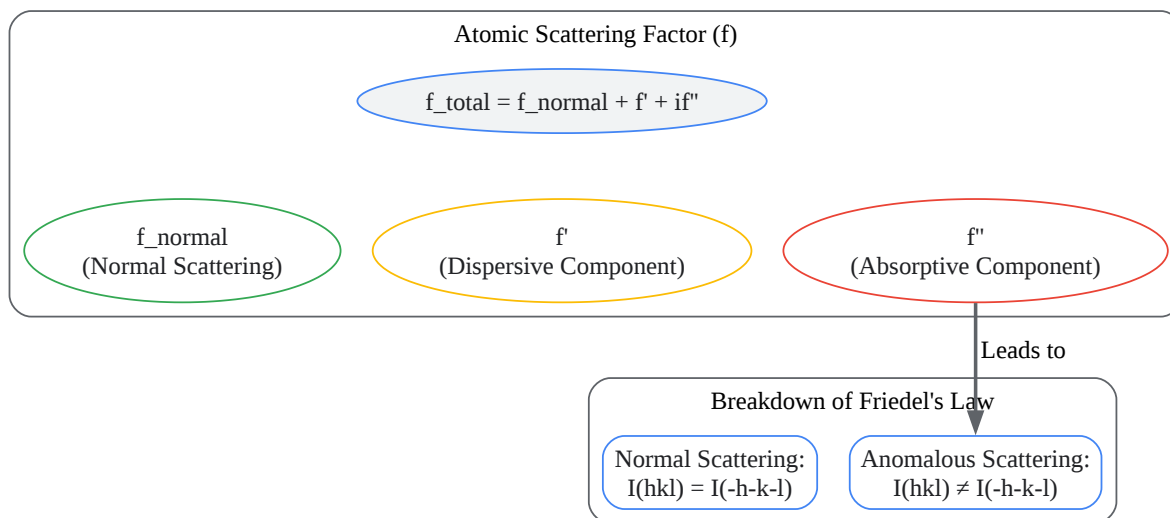 Atomic Scattering Factor (f)
f_total = f_normal + f' + if"
f_normal
(Normal Scattering)
f'
(Dispersive Component)
f"
(Absorptive Component)
Leads to
Breakdown of Friedel's Law
Normal Scattering:
I(hkl) = I(-h-k-l)
Anomalous Scattering:
I(hkl) ≠ I(-h-k-l)